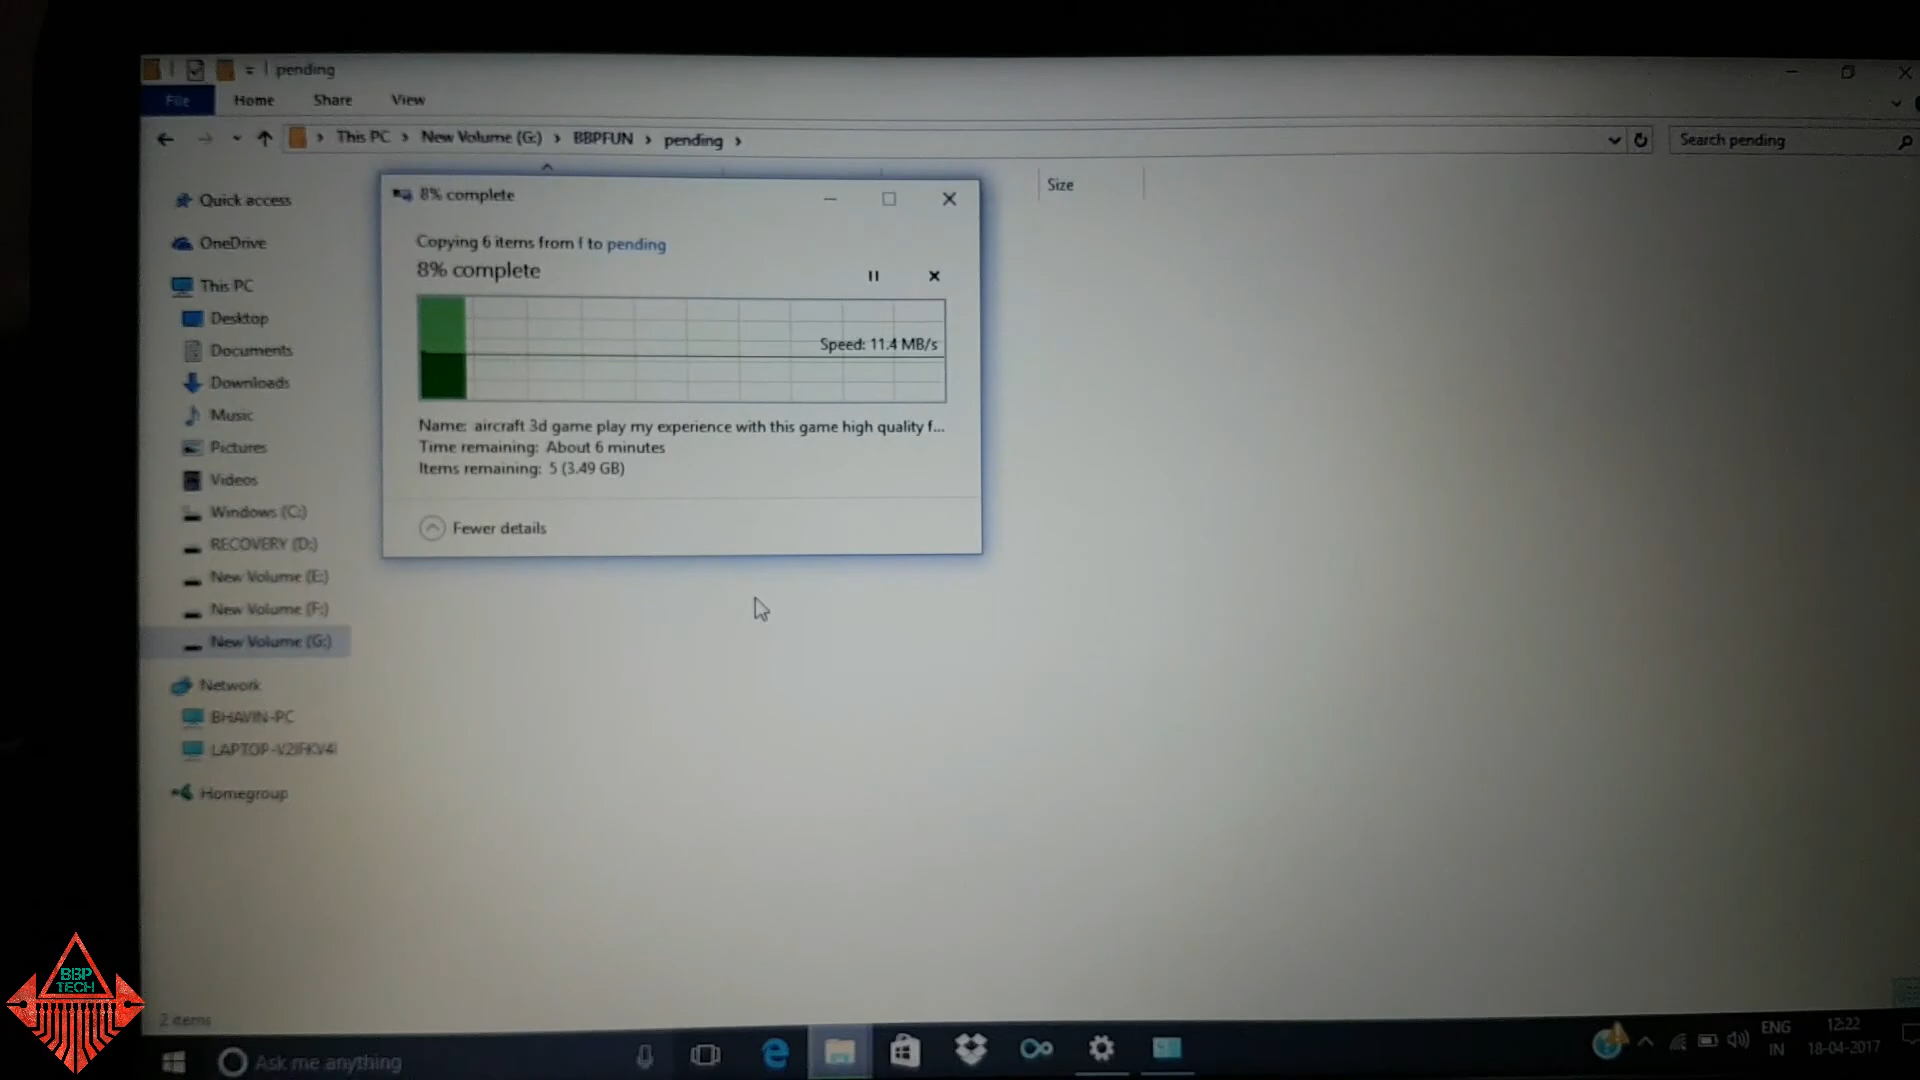 pending
File Home Share View
This PC New Volume (G:) BBPFUN pending
Search pending
Size
Quick access
OneDrive
This PC
Desktop
Documents
Downloads
Music
Pictures
Videos
Windows (C:)
RECOVERY (D:)
New Volume (E:)
New Volume (F:)
New Volume (G:)
Network
BHAVIN-PC
Homegroup
8% complete
Copying 6 items from f to pending
8% complete
Speed: 11.4 MB/s
Name: aircraft 3d game play my experience with this game high quality f...
Time remaining: About 6 minutes
Items remaining: 5 (3.49 GB)
Fewer details
2 items
BBP
TECH
Ask me anything
ENG
IN
12:22
18-04-2017